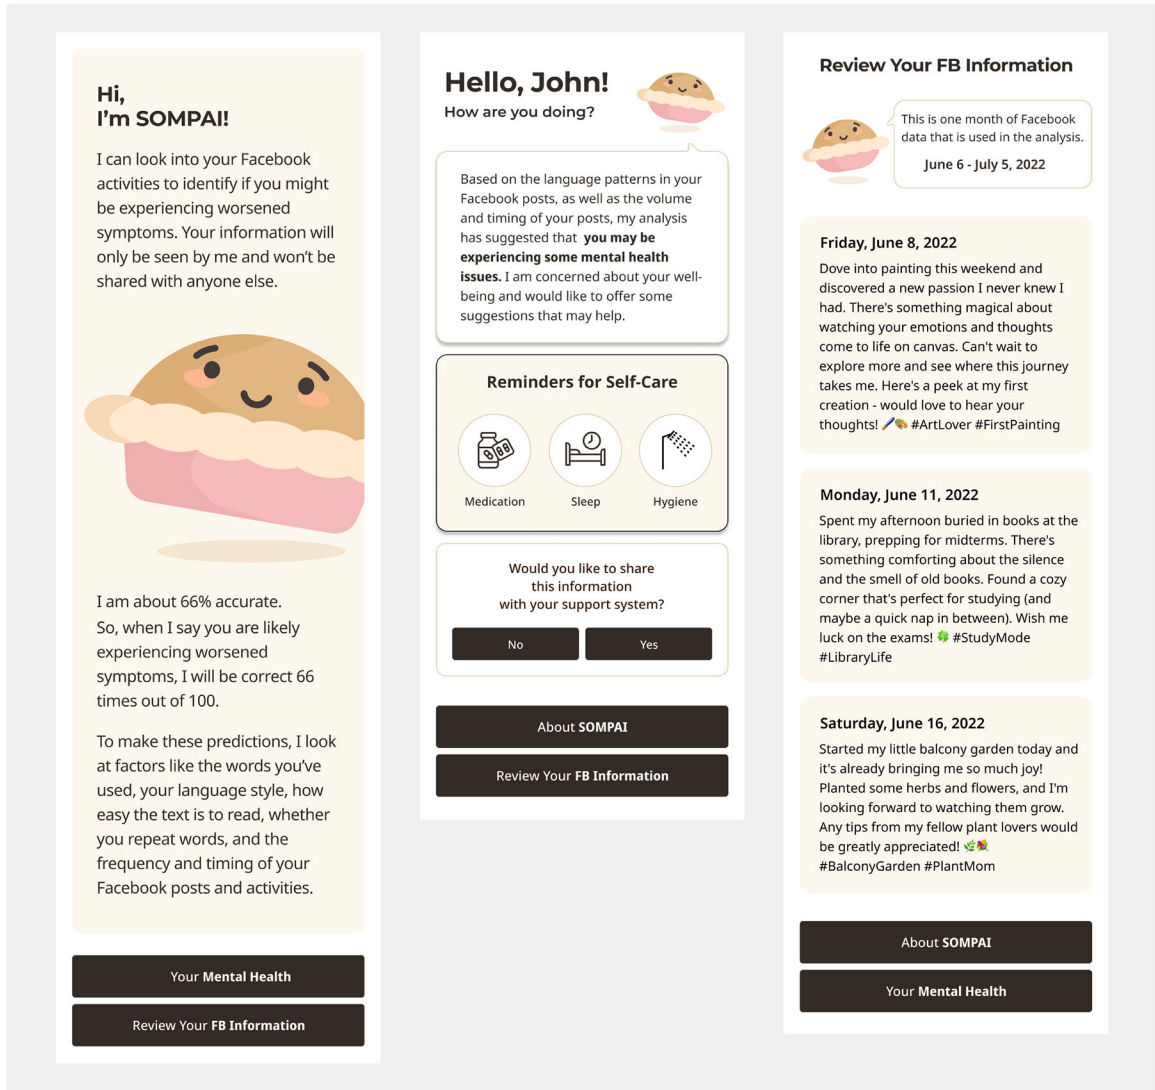 Hi,
I’m SOMPAI!
I can look into your Facebook
activities to identify if you might
be experiencing worsened
symptoms. Your information will
only be seen by me and won’t be
shared with anyone else.
I am about 66% accurate.
So, when I say you are likely
experiencing worsened
symptoms, I will be correct 66
times out of 100.
To make these predictions, I look
at factors like the words you’ve
used, your language style, how
easy the text is to read, whether
you repeat words, and the
frequency and timing of your
Facebook posts and activities.
Your Mental Health
Review Your FB Information
Hello, John!
How are you doing?
Based on the language patterns in your
Facebook posts, as well as the volume
and timing of your posts, my analysis
has suggested that you may be
experiencing some mental health
issues. I am concerned about your well-
being and would like to offer some
suggestions that may help.
Reminders for Self-Care
Medication
Sleep
Hygiene
Would you like to share
this information
with your support system?
No
Yes
About SOMPAI
Review Your FB Information
Review Your FB Information
This is one month of Facebook
data that is used in the analysis.
June 6 - July 5, 2022
Friday, June 8, 2022
Dove into painting this weekend and
discovered a new passion I never knew I
had. There's something magical about
watching your emotions and thoughts
come to life on canvas. Can't wait to
explore more and see where this journey
takes me. Here's a peek at my first
creation - would love to hear your
thoughts! 🖌️🎨 #ArtLover #FirstPainting
Monday, June 11, 2022
Spent my afternoon buried in books at the
library, prepping for midterms. There's
something comforting about the silence
and the smell of old books. Found a cozy
corner that's perfect for studying (and
maybe a quick nap in between). Wish me
luck on the exams! 🍀 #StudyMode
#LibraryLife
Saturday, June 16, 2022
Started my little balcony garden today and
it's already bringing me so much joy!
Planted some herbs and flowers, and I'm
looking forward to watching them grow.
Any tips from my fellow plant lovers would
be greatly appreciated! 🌿💐
#BalconyGarden #PlantMom
About SOMPAI
Your Mental Health